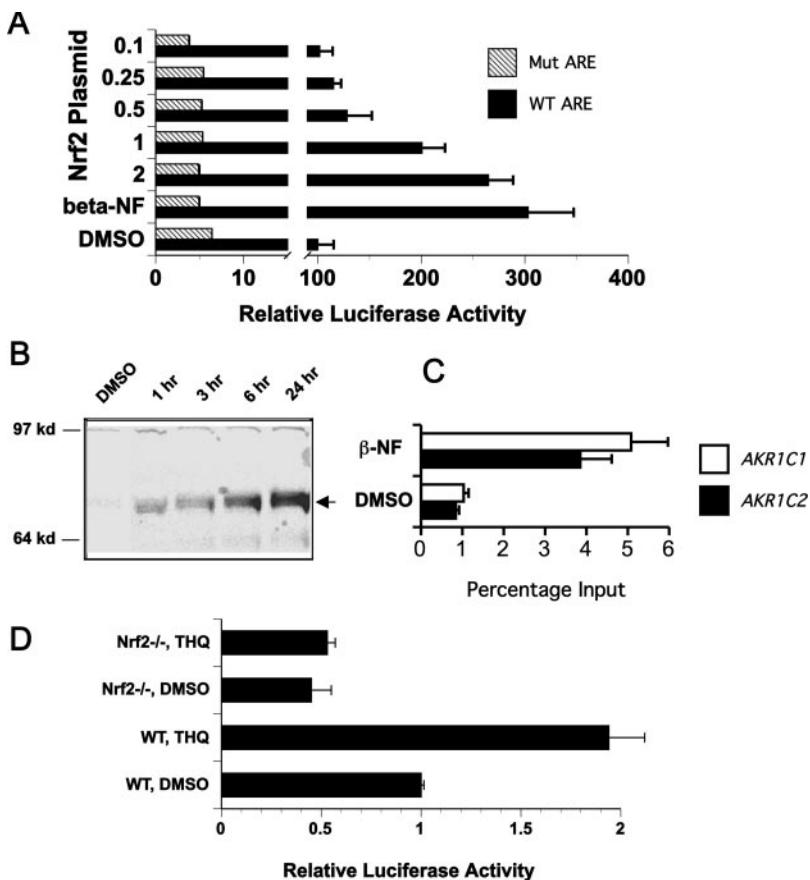 A
Nrf2 Plasmid
0.1
0.25
0.5
1
2
beta-NF
DMSO
Mut ARE
WT ARE
0 10 100 200 300 400
Relative Luciferase Activity
B
DMSO 1 hr 3 hr 6 hr 24 hr
97 kd
64 kd
C
β-NF
DMSO
AKR1C1
AKR1C2
0 1 2 3 4 5 6
Percentage Input
D
Nrf2-/-, THQ
Nrf2-/-, DMSO
WT, THQ
WT, DMSO
0 0.5 1 1.5 2
Relative Luciferase Activity